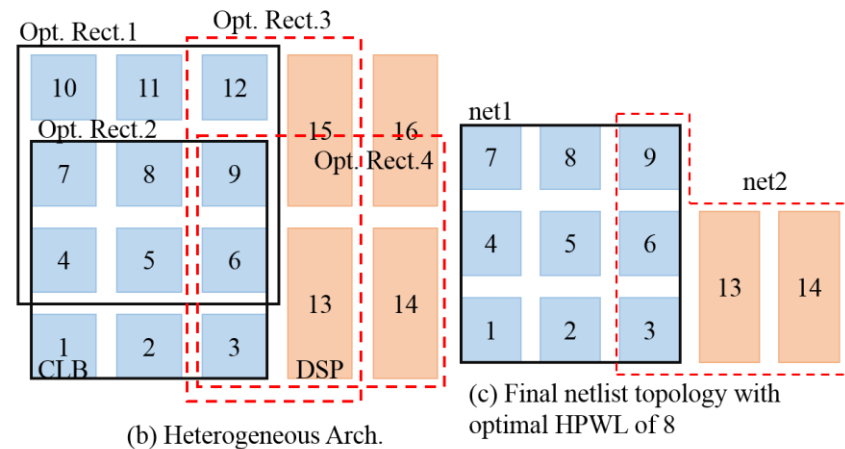 Opt. Rect.3
Opt. Rect.1
10 11 12
15 16
Opt. Rect.2
Opt. Rect.4
7 8 9
4 5 6
13 14
1 2 3
CLB DSP
(b) Heterogeneous Arch.
net1
7 8 9
net2
4 5 6
13 14
1 2 3
(c) Final netlist topology with
optimal HPWL of 8